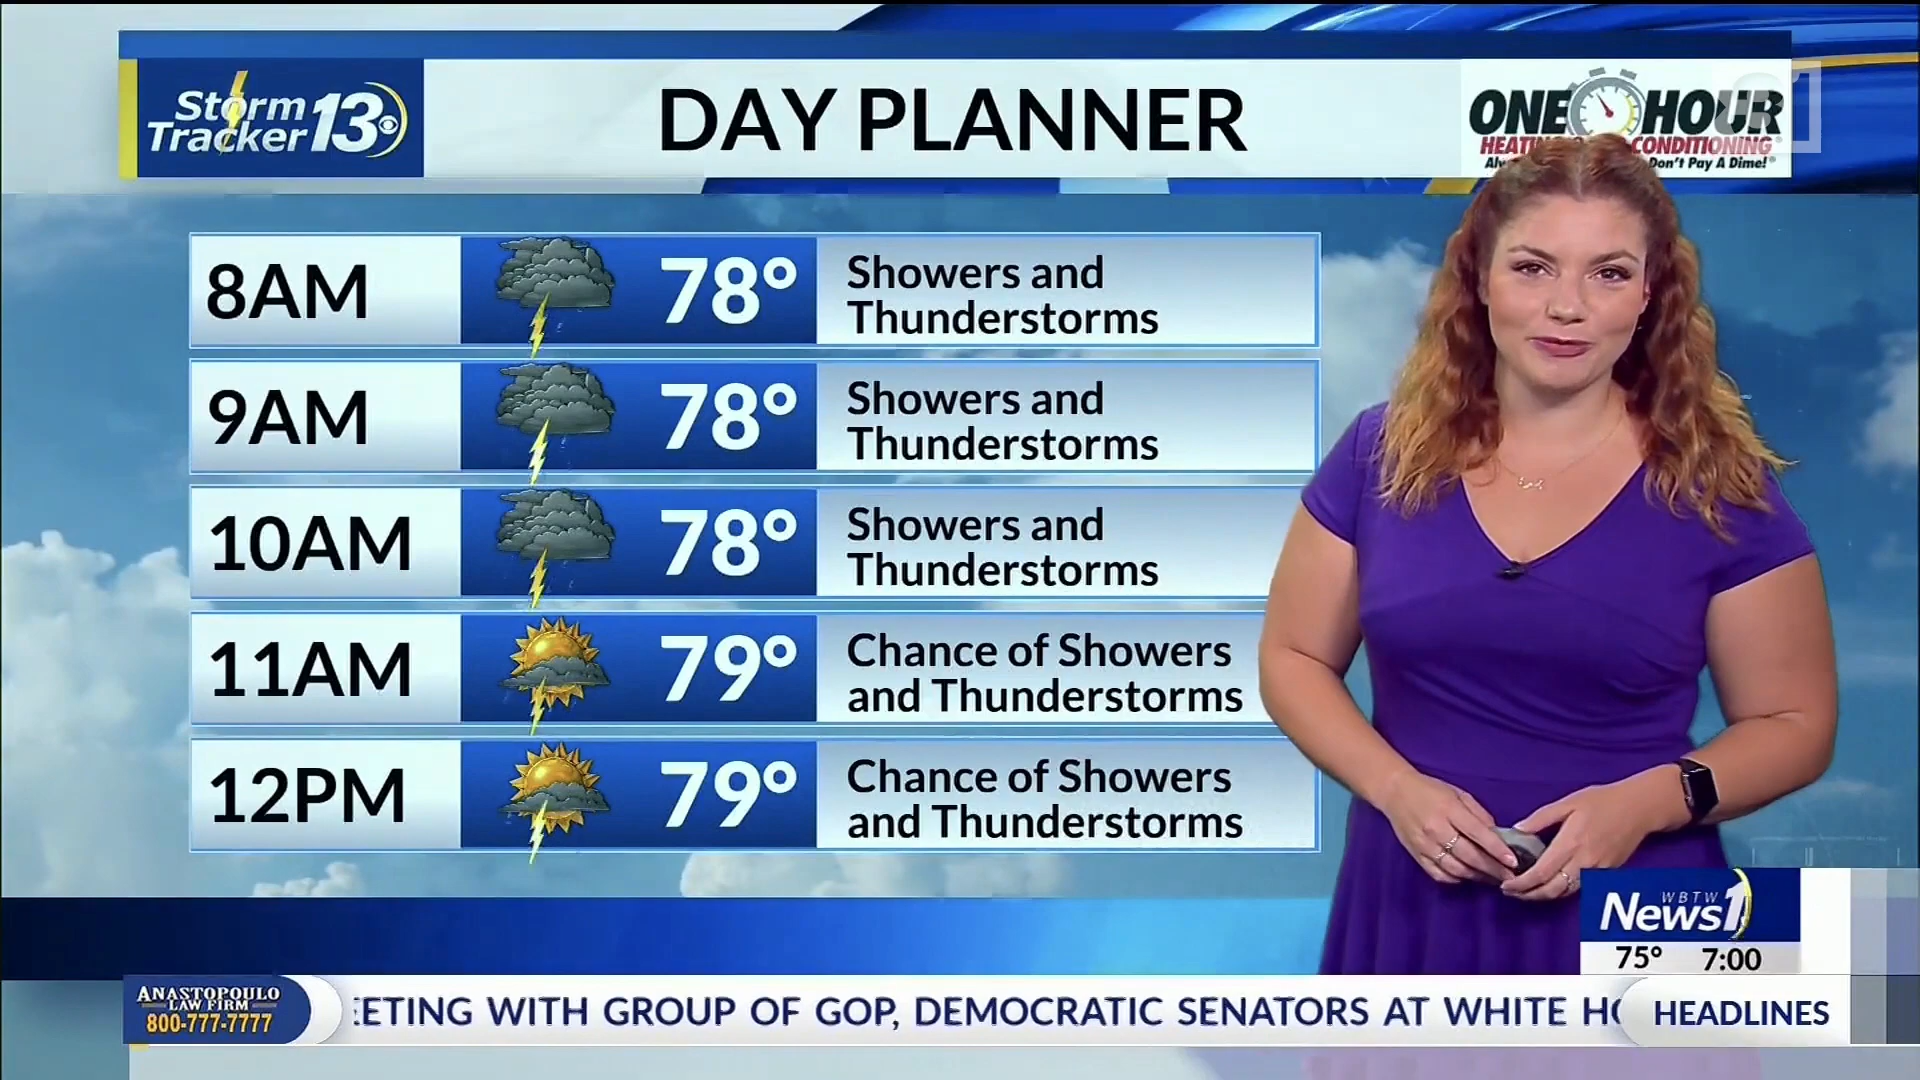 Storm
Tracker 13
DAY PLANNER
ONE HOUR
Don't Pay A Dime!
8AM 78° Showers and
Thunderstorms
9AM 78° Showers and
Thunderstorms
10AM 78° Showers and
Thunderstorms
11AM 79° Chance of Showers
and Thunderstorms
12PM 79° Chance of Showers
and Thunderstorms
WBTW
News1
75° 7:00
ANASTOPOULO
LAW FIRM
800-777-7777
EETING WITH GROUP OF GOP, DEMOCRATIC SENATORS AT WHITE HO
HEADLINES